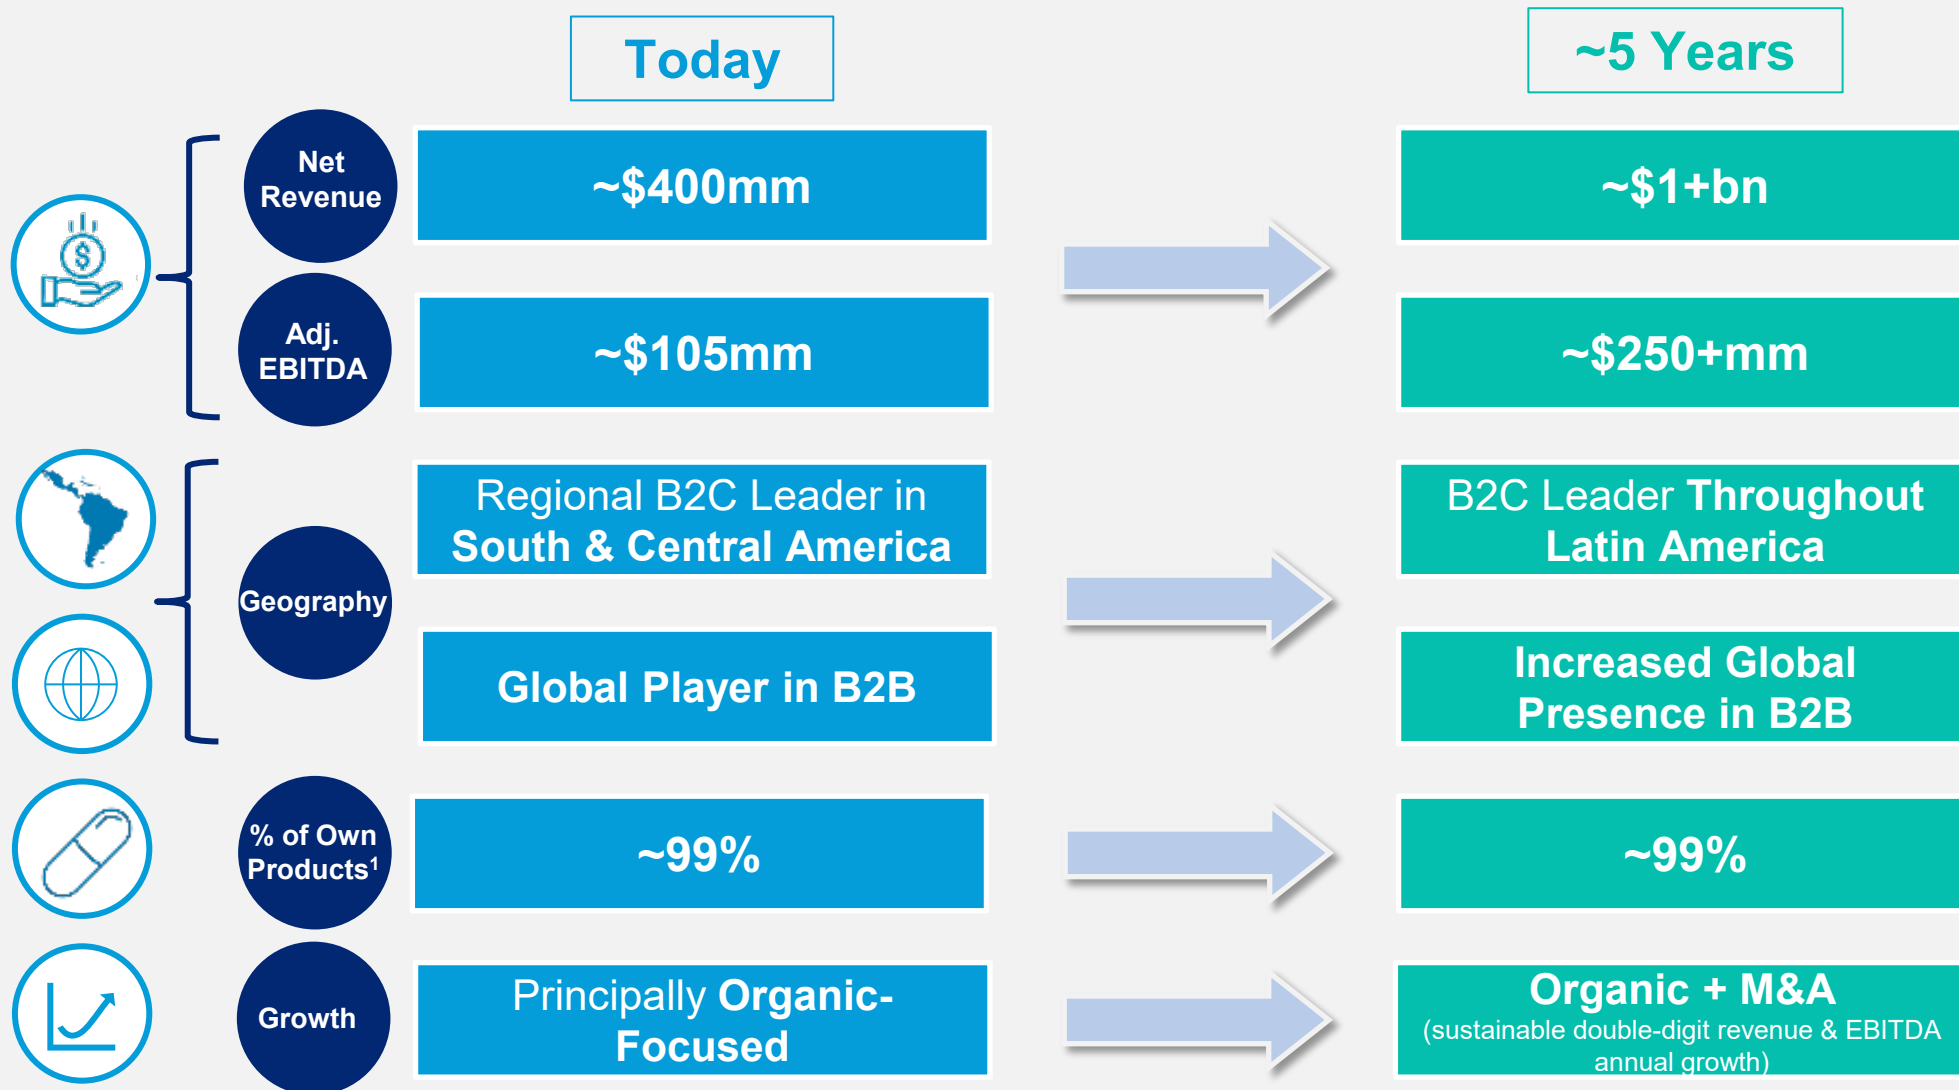 Today
~5 Years
Net
Revenue
~$400mm
~$1+bn
Adj.
EBITDA
~$105mm
~$250+mm
Geography
Regional B2C Leader in
South & Central America
B2C Leader Throughout
Latin America
Global Player in B2B
Increased Global
Presence in B2B
% of Own
Products¹
~99%
~99%
Growth
Principally Organic-
Focused
Organic + M&A
(sustainable double-digit revenue & EBITDA
annual growth)
$